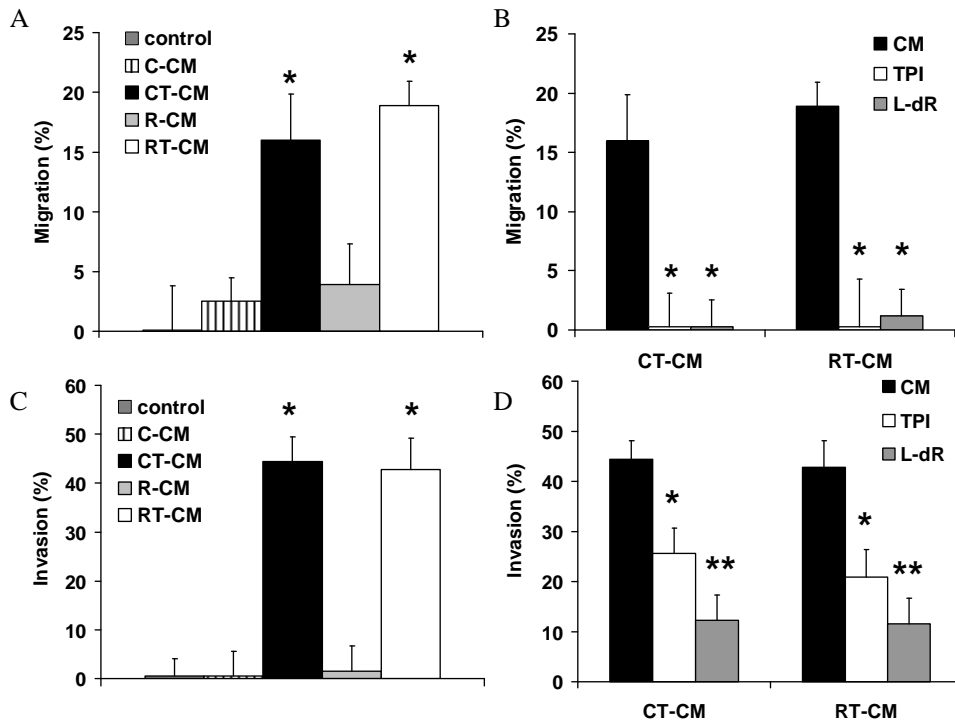 A
Migration (%)
25
20
15
10
5
0
control
C-CM
CT-CM
R-CM
RT-CM
*
*
B
Migration (%)
25
20
15
10
5
0
CM
TPI
L-dR
*
*
*
*
CT-CM
RT-CM
C
Invasion (%)
60
50
40
30
20
10
0
control
C-CM
CT-CM
R-CM
RT-CM
*
*
D
Invasion (%)
60
50
40
30
20
10
0
CM
TPI
L-dR
*
**
*
**
CT-CM
RT-CM